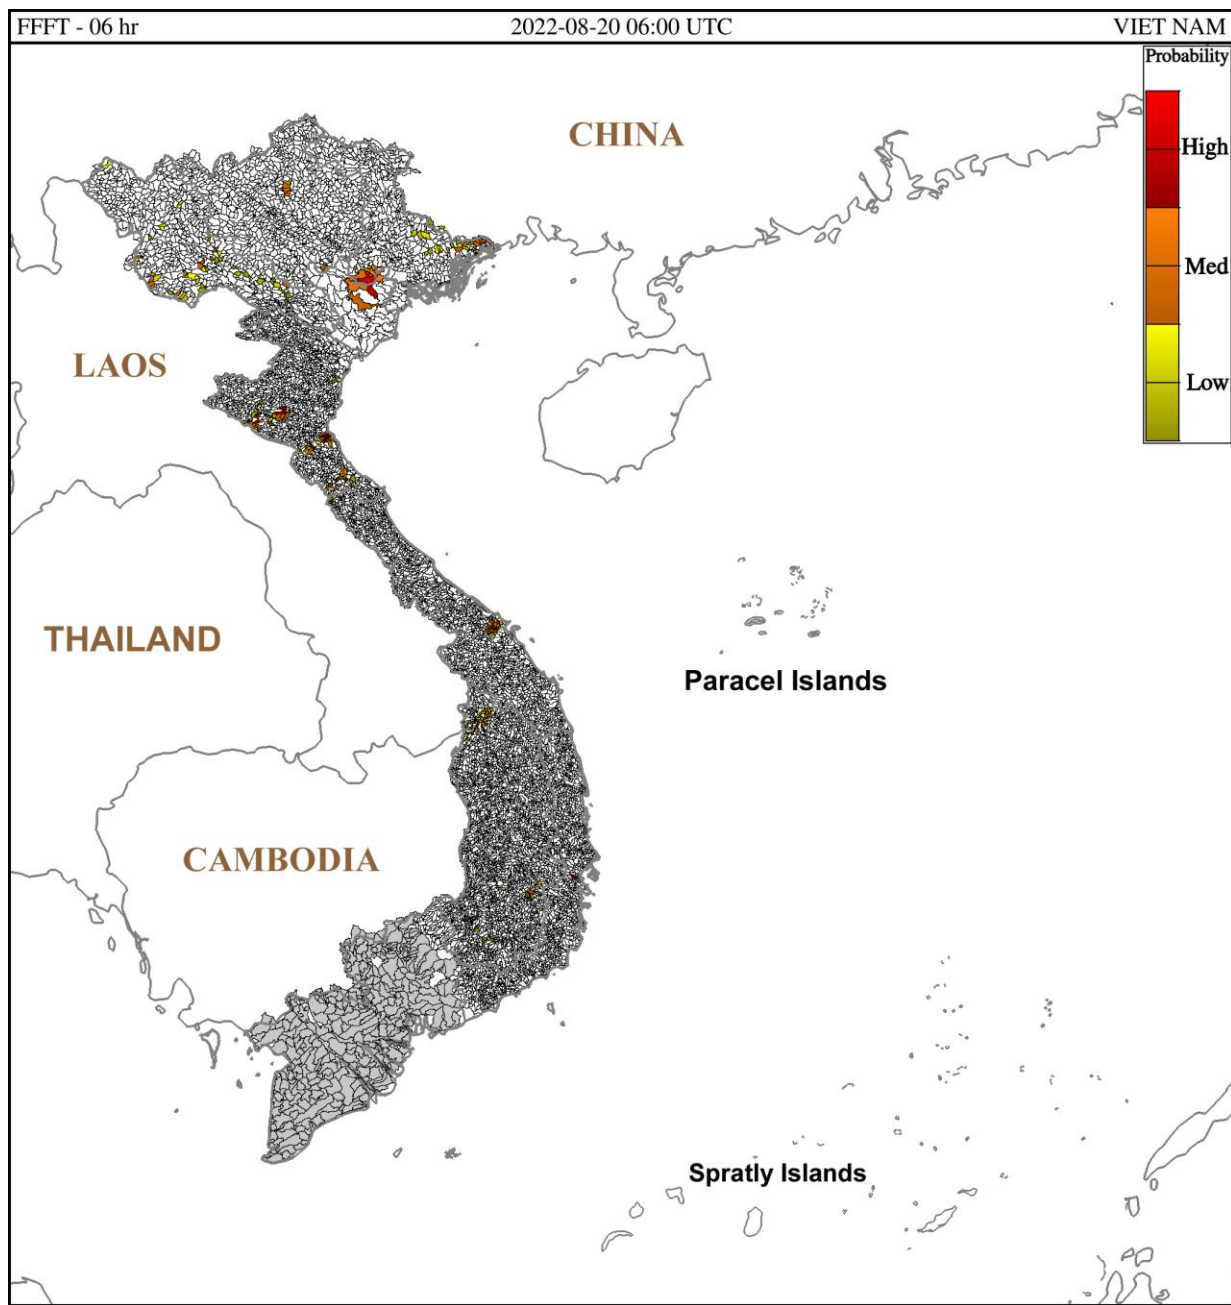 FFFT - 06 hr 2022-08-20 06:00 UTC VIET NAM
Probability
CHINA
High
Med
LAOS
Low
THAILAND
Paracel Islands
CAMBODIA
Spratly Islands